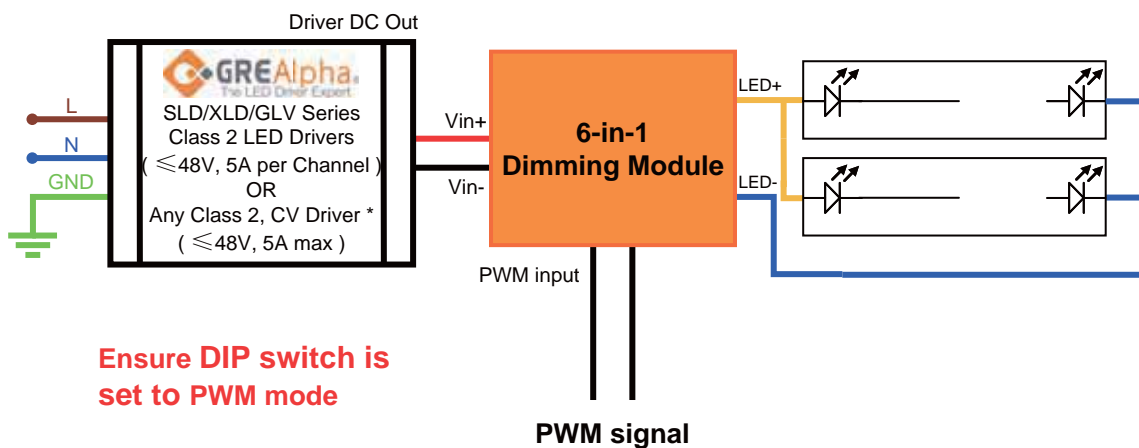 Driver DC Out
GREAlpha®
The LED Driver Expert
SLD/XLD/GLV Series
Class 2 LED Drivers
( ≤48V, 5A per Channel )
OR
Any Class 2, CV Driver *
( ≤48V, 5A max )
L
N
GND
Vin+
Vin-
6-in-1
Dimming Module
LED+
LED-
PWM input
Ensure DIP switch is
set to PWM mode
PWM signal